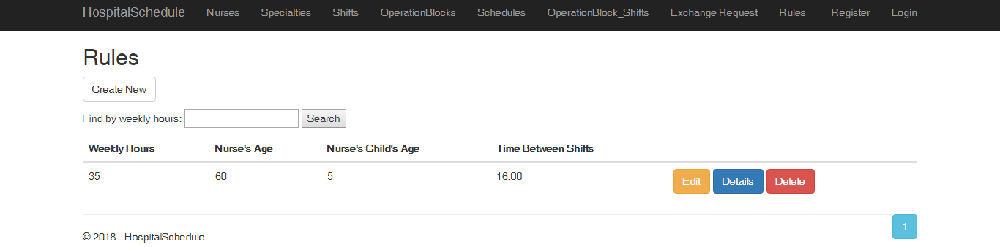 HospitalSchedule Nurses Specialties Shifts OperationBlocks Schedules OperationBlock_Shifts Exchange Request Rules Register Login
Rules
Create New
Find by weekly hours: Search
Weekly Hours Nurse's Age Nurse's Child's Age Time Between Shifts
35 60 5 16:00 Edit Details Delete
1
© 2018 - HospitalSchedule